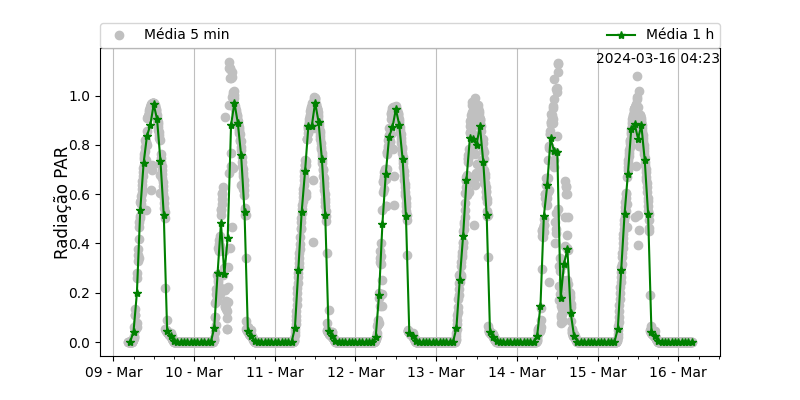 Média 5 min
Média 1 h
2024-03-16 04:23
Radiação PAR
1.0
0.8
0.6
0.4
0.2
0.0
09 - Mar
10 - Mar
11 - Mar
12 - Mar
13 - Mar
14 - Mar
15 - Mar
16 - Mar